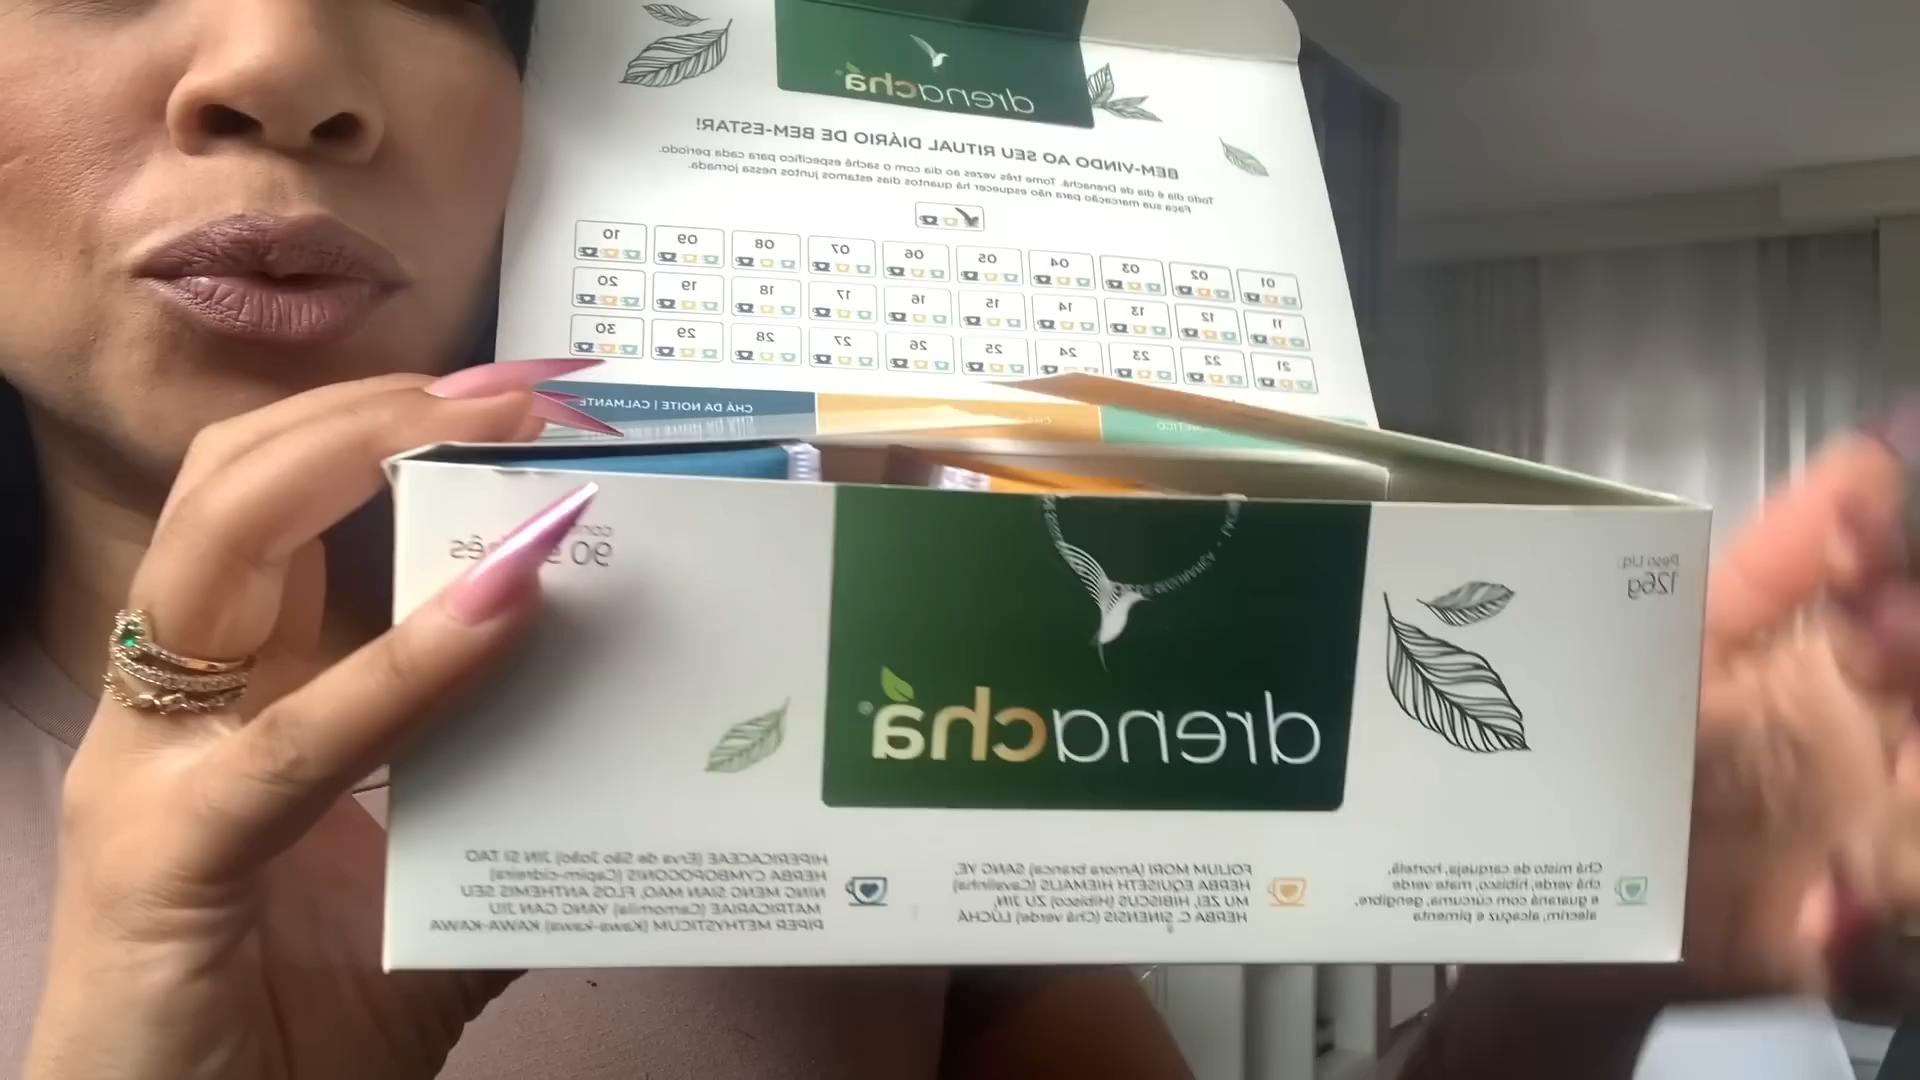 drenachá
BEM-VINDO AO SEU RITUAL DIÁRIO DE BEM-ESTAR!
Todo dia é dia de Drenachá. Tome três vezes ao dia com o sachê específico para cada período.
Faça sua marcação para não esquecer há quantos dias estamos juntos nessa jornada.
01 02 03 04 05 06 07 08 09 10
11 12 13 14 15 16 17 18 19 20
21 22 23 24 25 26 27 28 29 30
CHÁ DA NOITE | CALMANTE
Peso Líq.:
126g
90
drenachá®
Chá misto de carqueja, hortelã,
chá verde, hibisco, mate verde
e guaraná com cúrcuma, gengibre,
alecrim, alcaçuz e pimenta
FOLIUM MORI (Amora branca) SANG YE,
HERBA EQUISETI HIEMALIS (Cavalinha)
MU ZEI, HIBISCUS (Hibisco) ZU JIN,
HERBA C. SINENSIS (Chá verde) LÜCHÁ
HIPERICACEAE (Erva de São João) JIN SI TAO
HERBA CYMBOPOGONIS (Capim-cidreira)
NING MENG SIAN MAO, FLOS ANTHEMIS SEU
MATRICARIAE (Camomila) YANG GAN JIU
PIPER METHYSTICUM (Kawa-kawa) KAWA-KAWA